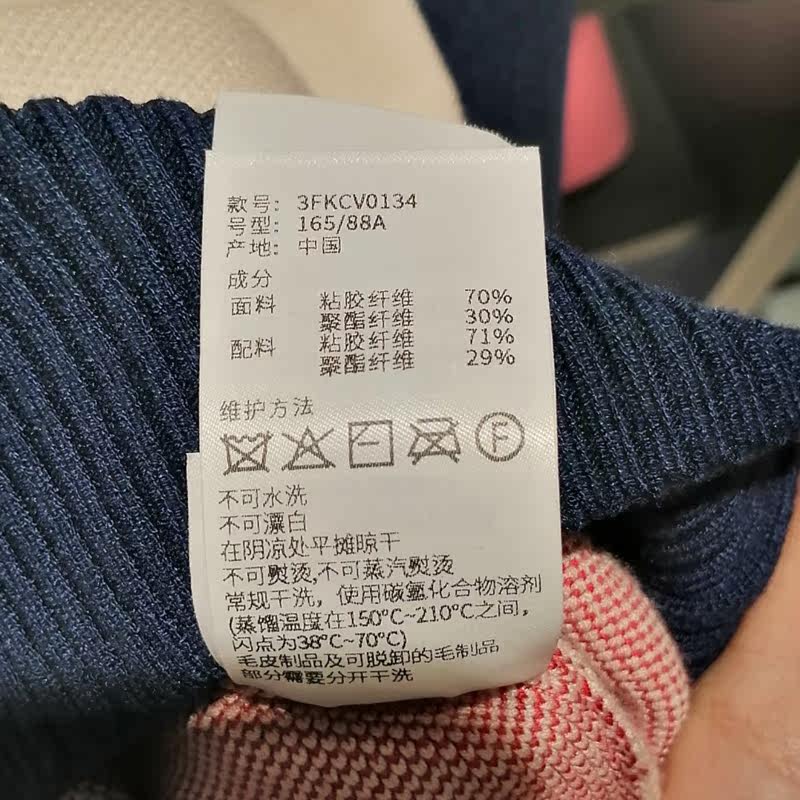 款号: 3FKCV0134
号型: 165/88A
产地: 中国
成分
面料 粘胶纤维 70%
聚酯纤维 30%
配料 粘胶纤维 71%
聚酯纤维 29%
维护方法
F
不可水洗
不可漂白
在阴凉处平摊晾干
不可熨烫,不可蒸汽熨烫
常规干洗，使用碳氢化合物溶剂
(蒸馏温度在150°C~210°C之间，
闪点为38°C~70°C)
毛皮制品及可脱卸的毛制品
部分需要分开干洗